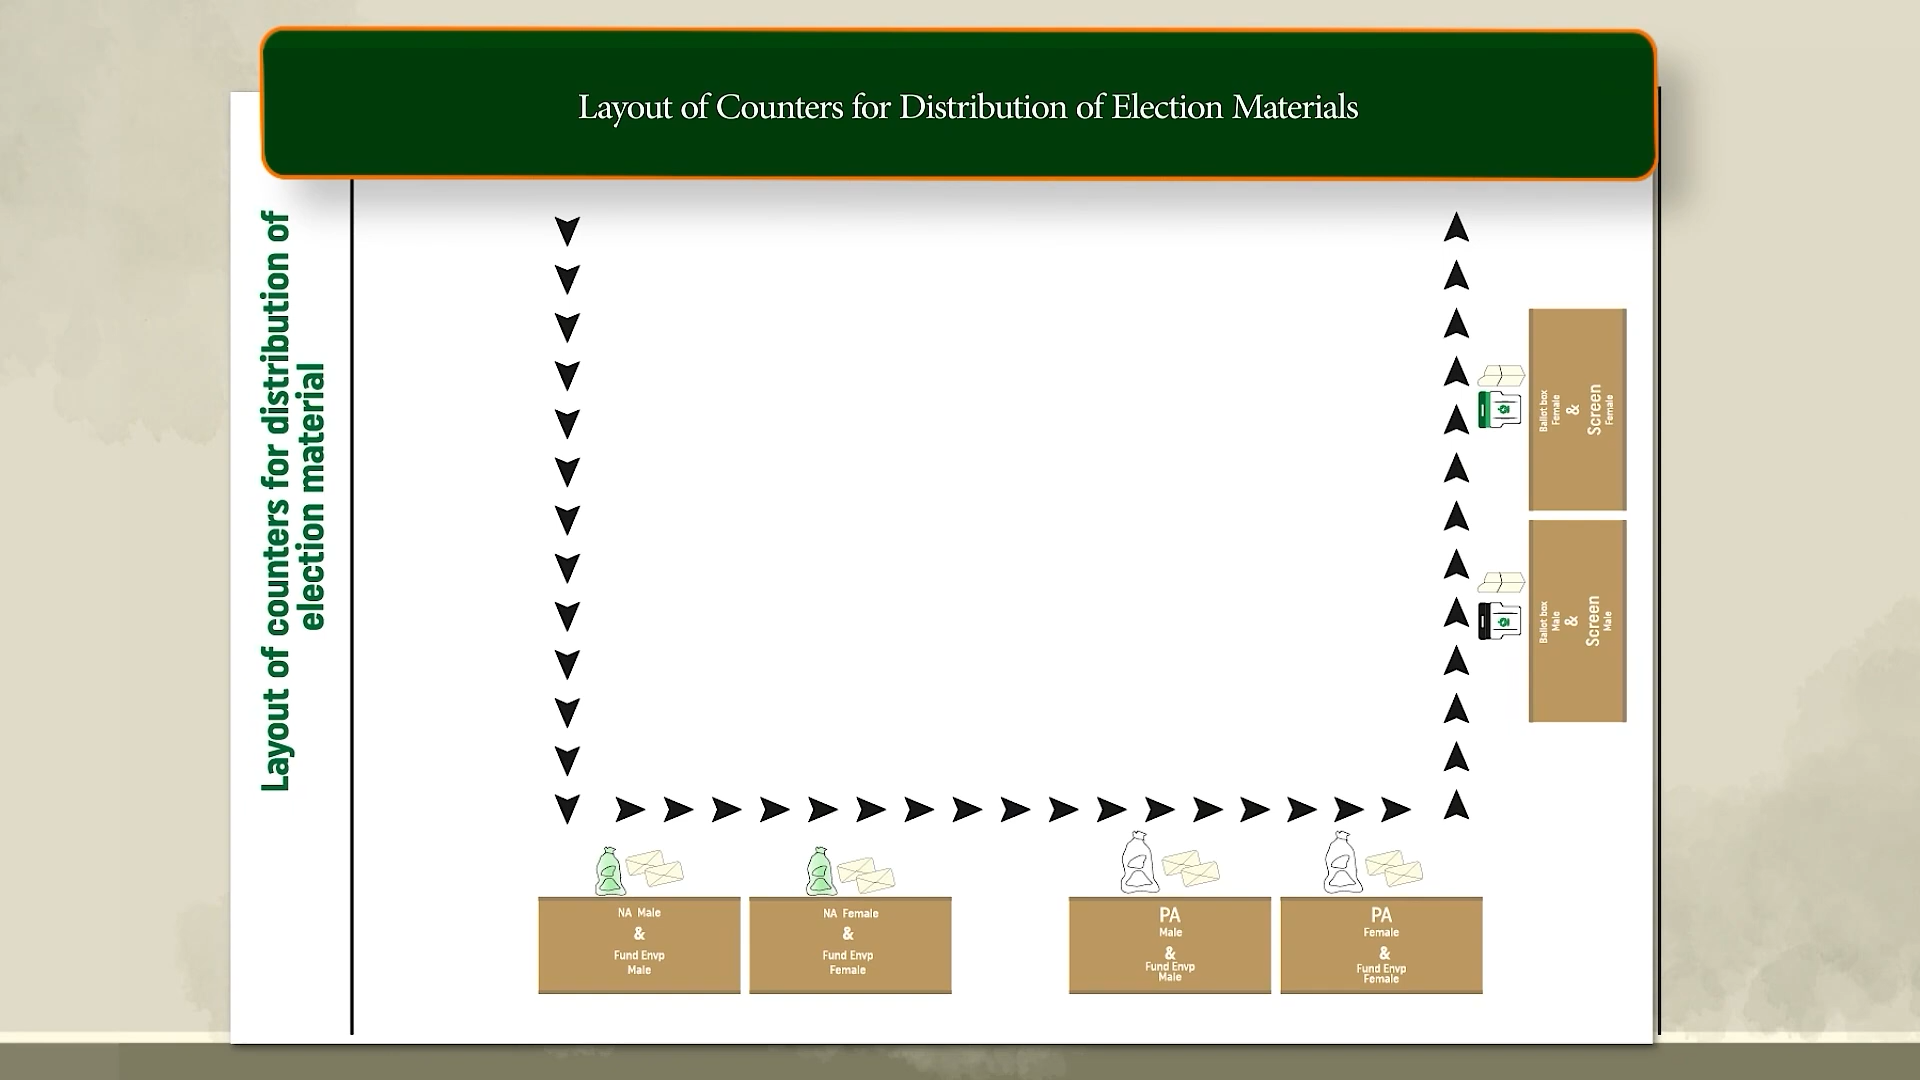 Layout of Counters for Distribution of Election Materials
Layout of counters for distribution of
election material
Ballot box
Female
&
Screen
Female
Ballot box
Male
&
Screen
Male
NA Male
&
Fund Envp
Male
NA Female
&
Fund Envp
Female
PA
Male
&
Fund Envp
Male
PA
Female
&
Fund Envp
Female